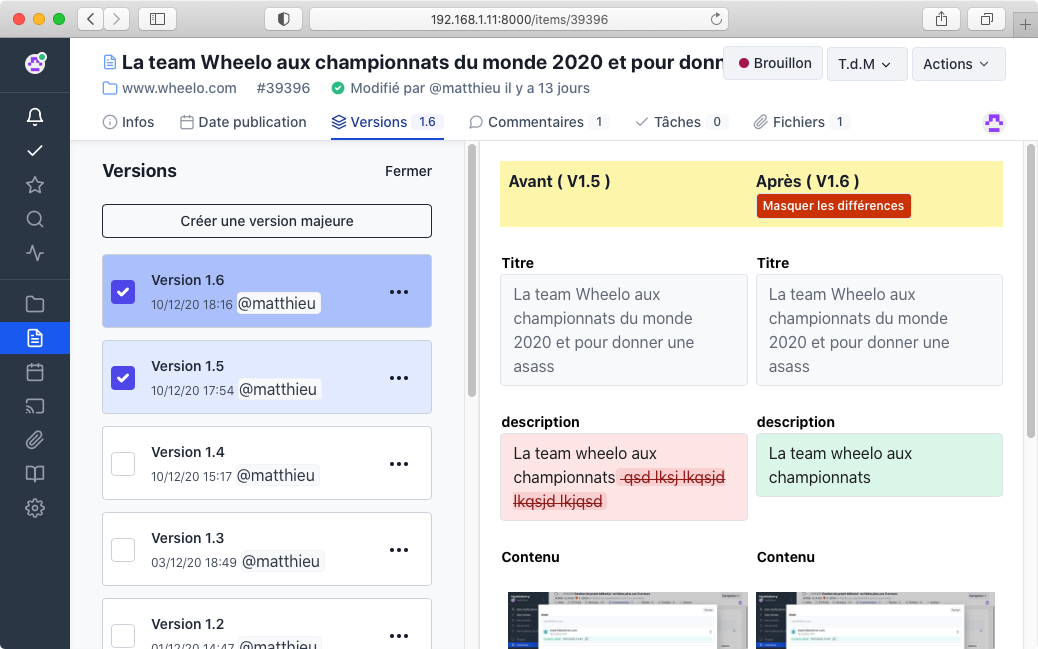 192.168.1.11:8000/items/39396
La team Wheelo aux championnats du monde 2020 et pour donn
Brouillon
T.d.M
Actions
www.wheelo.com #39396 Modifié par @matthieu il y a 13 jours
Infos Date publication Versions 1.6 Commentaires 1 Tâches 0 Fichiers 1
Versions Fermer
Créer une version majeure
Version 1.6
10/12/20 18:16 @matthieu
Version 1.5
10/12/20 17:54 @matthieu
Version 1.4
10/12/20 15:17 @matthieu
Version 1.3
03/12/20 18:49 @matthieu
Version 1.2
01/12/20 14:47 @matthieu
Avant ( V1.5 ) Après ( V1.6 )
Masquer les différences
Titre
La team Wheelo aux
championnats du monde
2020 et pour donner une
asass
Titre
La team Wheelo aux
championnats du monde
2020 et pour donner une
asass
description
La team wheelo aux
championnats qsd lksj lkqsjd
lkqsjd lkjqsd
description
La team wheelo aux
championnats
Contenu
Contenu